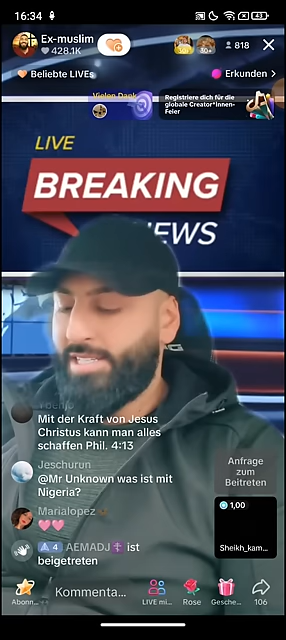 16:34
43
Ex-muslim
428.1K
818
Beliebte LIVEs
Erkunden >
Vielen Dank
Registriere dich für die
globale Creator*innen-
Feier
LIVE
BREAKING
NEWS
Mit der Kraft von Jesus
Christus kann man alles
schaffen Phil. 4:13
Jeschurun
@Mr Unknown was ist mit
Nigeria?
Marialopez
4 AEMADJ ist
beigetreten
Anfrage
zum
Beitreten
1,00
Sheikh_kam...
Abonn...
Kommenta...
LIVE mi...
Rose
Gesche...
106